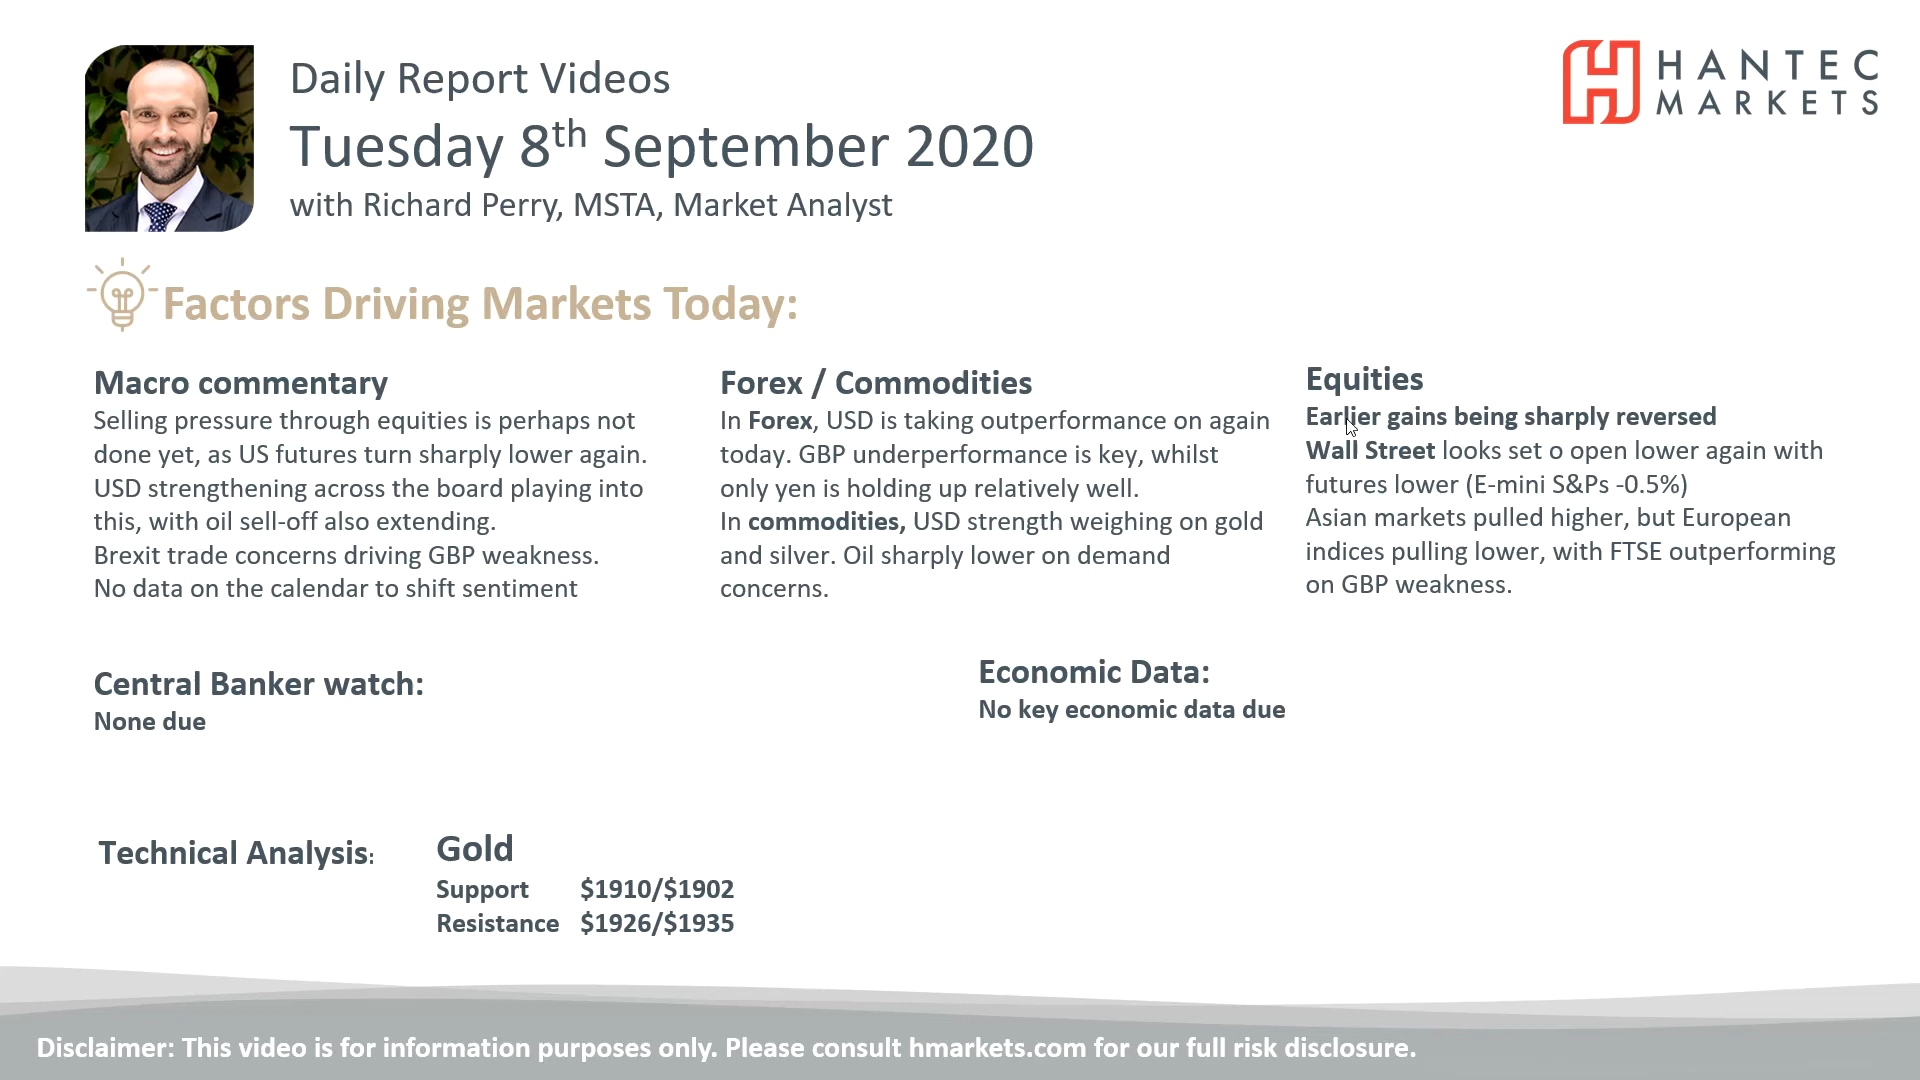 Daily Report Videos
Tuesday 8th September 2020
with Richard Perry, MSTA, Market Analyst
HANTEC
MARKETS
Factors Driving Markets Today:
Macro commentary
Selling pressure through equities is perhaps not
done yet, as US futures turn sharply lower again.
USD strengthening across the board playing into
this, with oil sell-off also extending.
Brexit trade concerns driving GBP weakness.
No data on the calendar to shift sentiment
Forex / Commodities
In Forex, USD is taking outperformance on again
today. GBP underperformance is key, whilst
only yen is holding up relatively well.
In commodities, USD strength weighing on gold
and silver. Oil sharply lower on demand
concerns.
Equities
Earlier gains being sharply reversed
Wall Street looks set o open lower again with
futures lower (E-mini S&Ps -0.5%)
Asian markets pulled higher, but European
indices pulling lower, with FTSE outperforming
on GBP weakness.
Central Banker watch:
None due
Economic Data:
No key economic data due
Technical Analysis:
Gold
Support $1910/$1902
Resistance $1926/$1935
Disclaimer: This video is for information purposes only. Please consult hmarkets.com for our full risk disclosure.